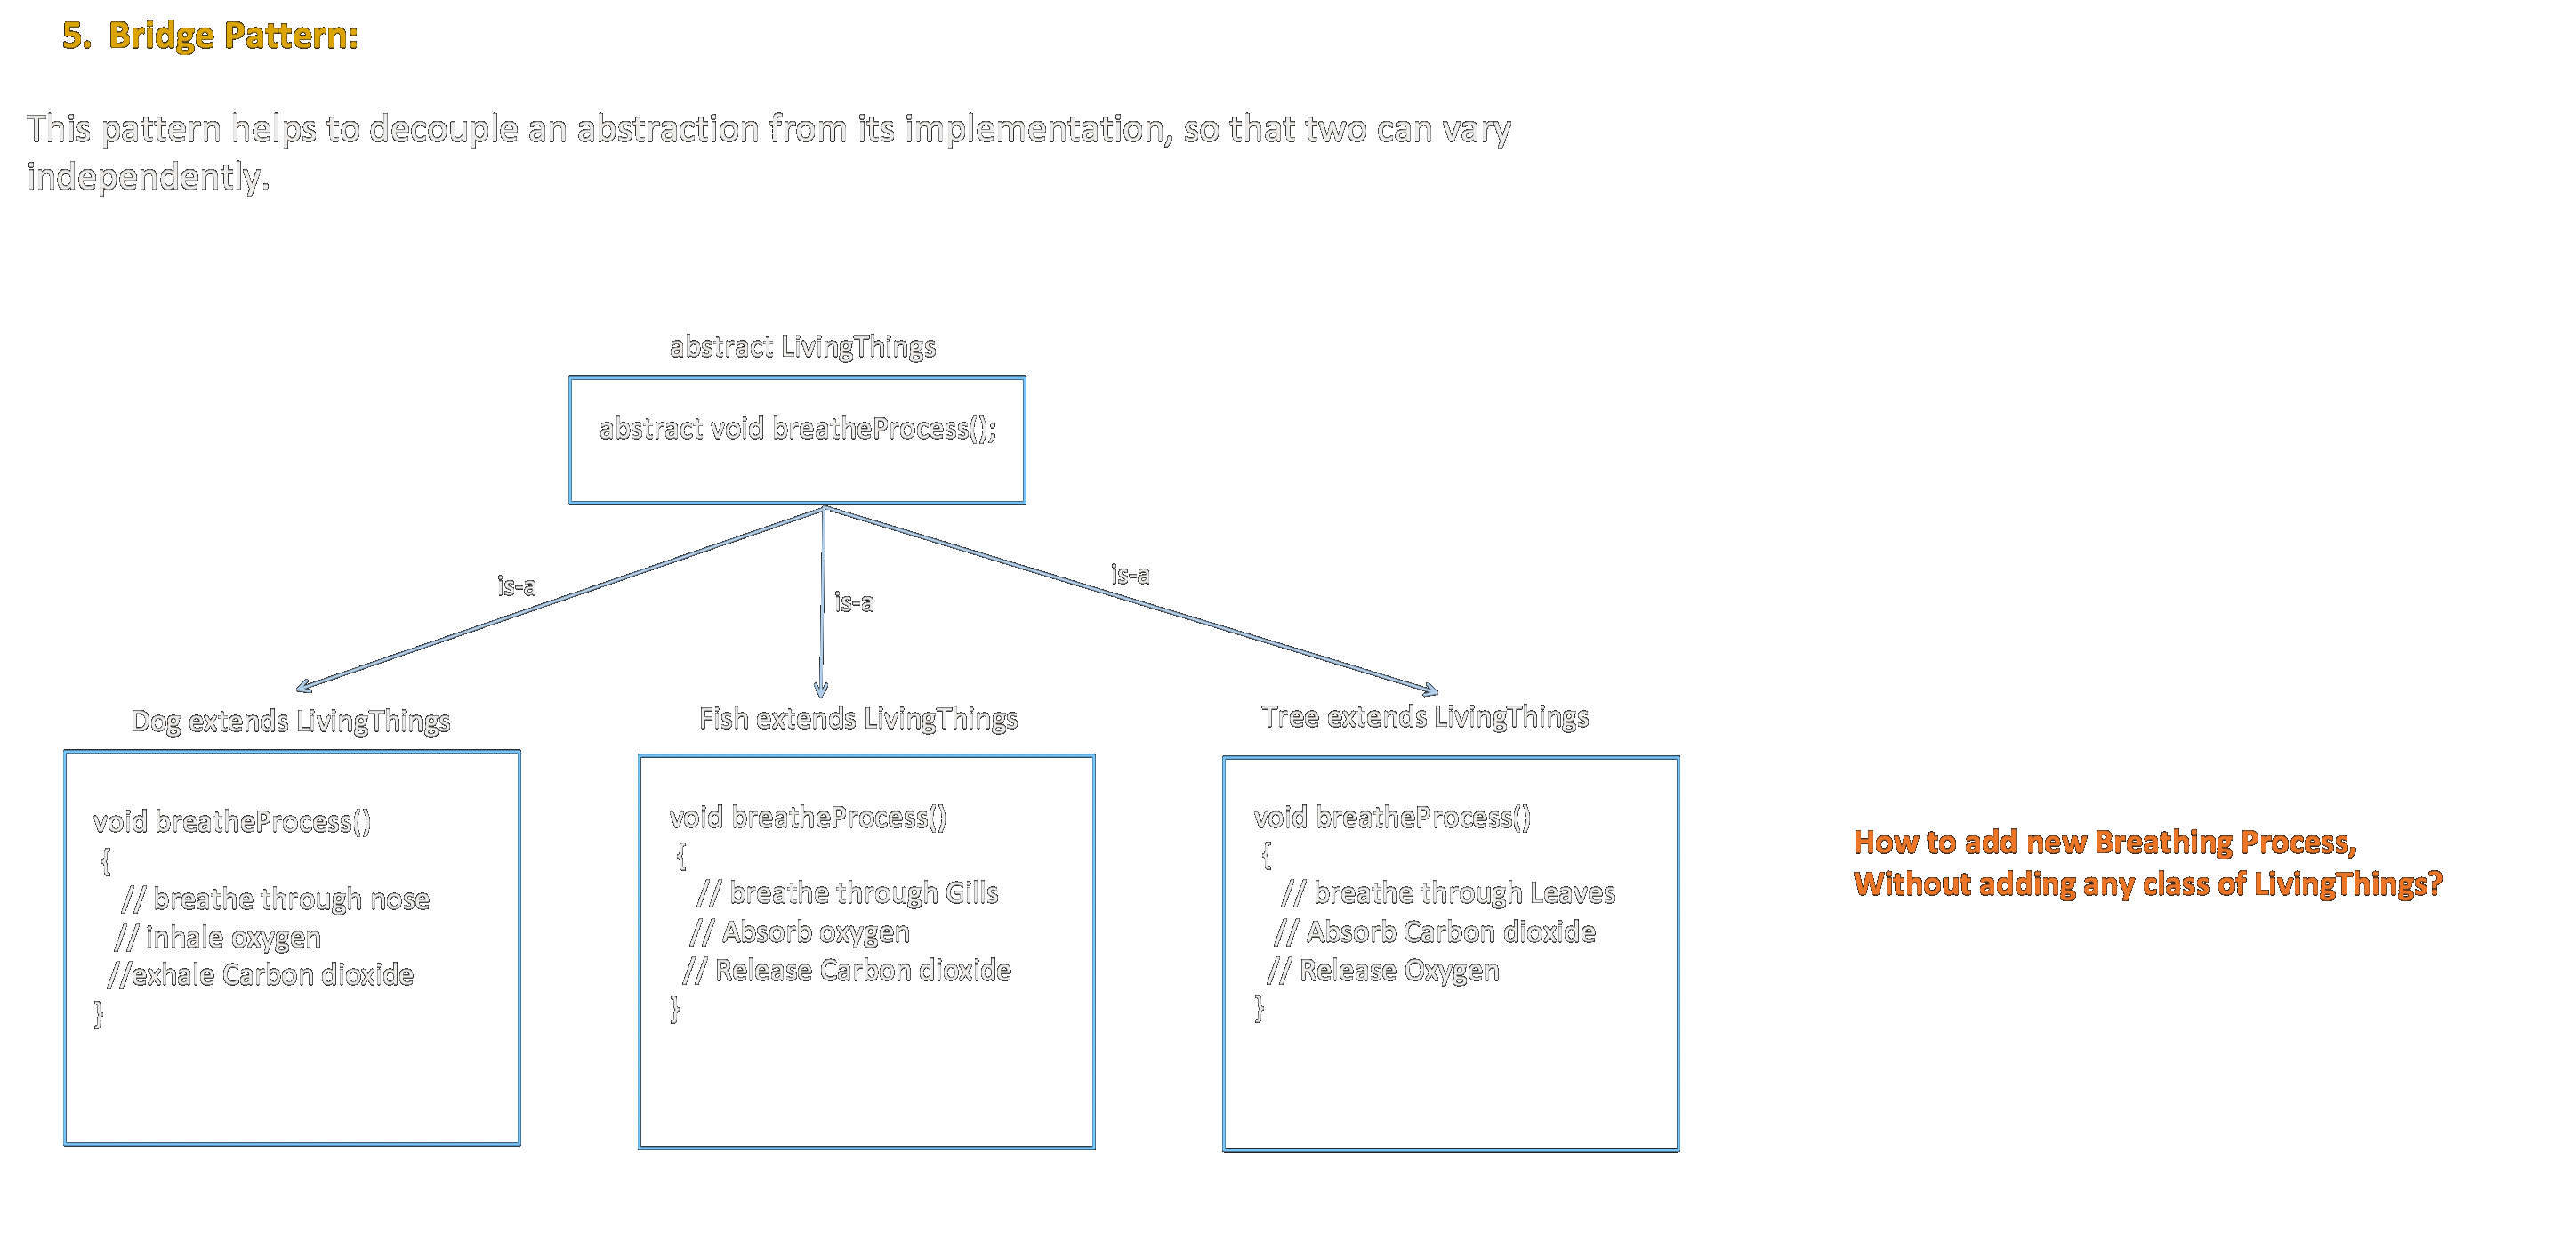 5. Bridge Pattern:
This pattern helps to decouple an abstraction from its implementation, so that two can vary
independently.
abstract LivingThings
abstract void breatheProcess();
is-a
is-a
is-a
Dog extends LivingThings
void breatheProcess()
{
// breathe through nose
// inhale oxygen
//exhale Carbon dioxide
}
Fish extends LivingThings
void breatheProcess()
{
// breathe through Gills
// Absorb oxygen
// Release Carbon dioxide
}
Tree extends LivingThings
void breatheProcess()
{
// breathe through Leaves
// Absorb Carbon dioxide
// Release Oxygen
}
How to add new Breathing Process,
Without adding any class of LivingThings?